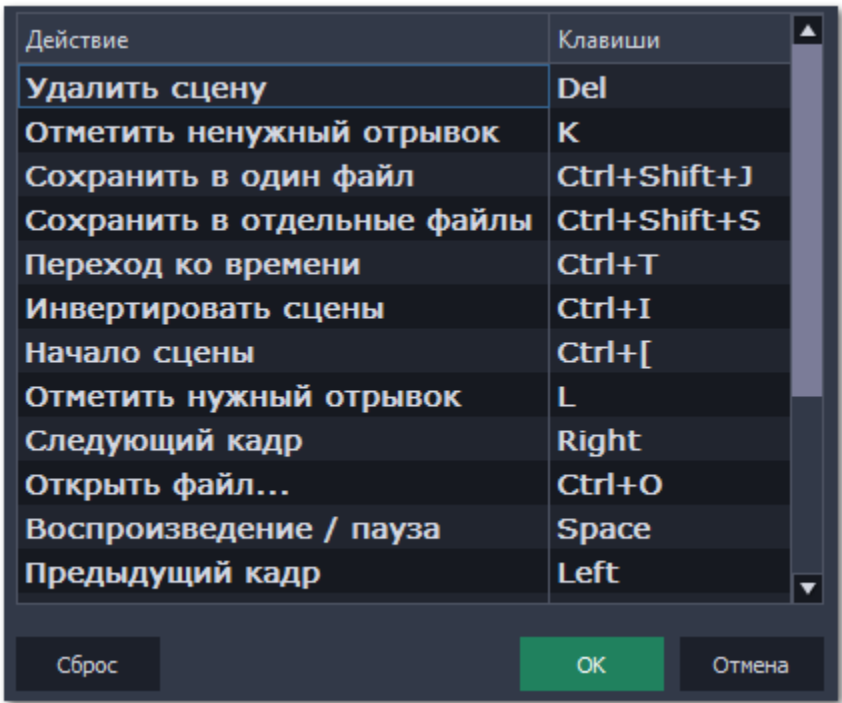 Действие Клавиши
Удалить сцену Del
Отметить ненужный отрывок K
Сохранить в один файл Ctrl+Shift+J
Сохранить в отдельные файлы Ctrl+Shift+S
Переход ко времени Ctrl+T
Инвертировать сцены Ctrl+I
Начало сцены Ctrl+[
Отметить нужный отрывок L
Следующий кадр Right
Открыть файл... Ctrl+O
Воспроизведение / пауза Space
Предыдущий кадр Left
Сброс OK Отмена